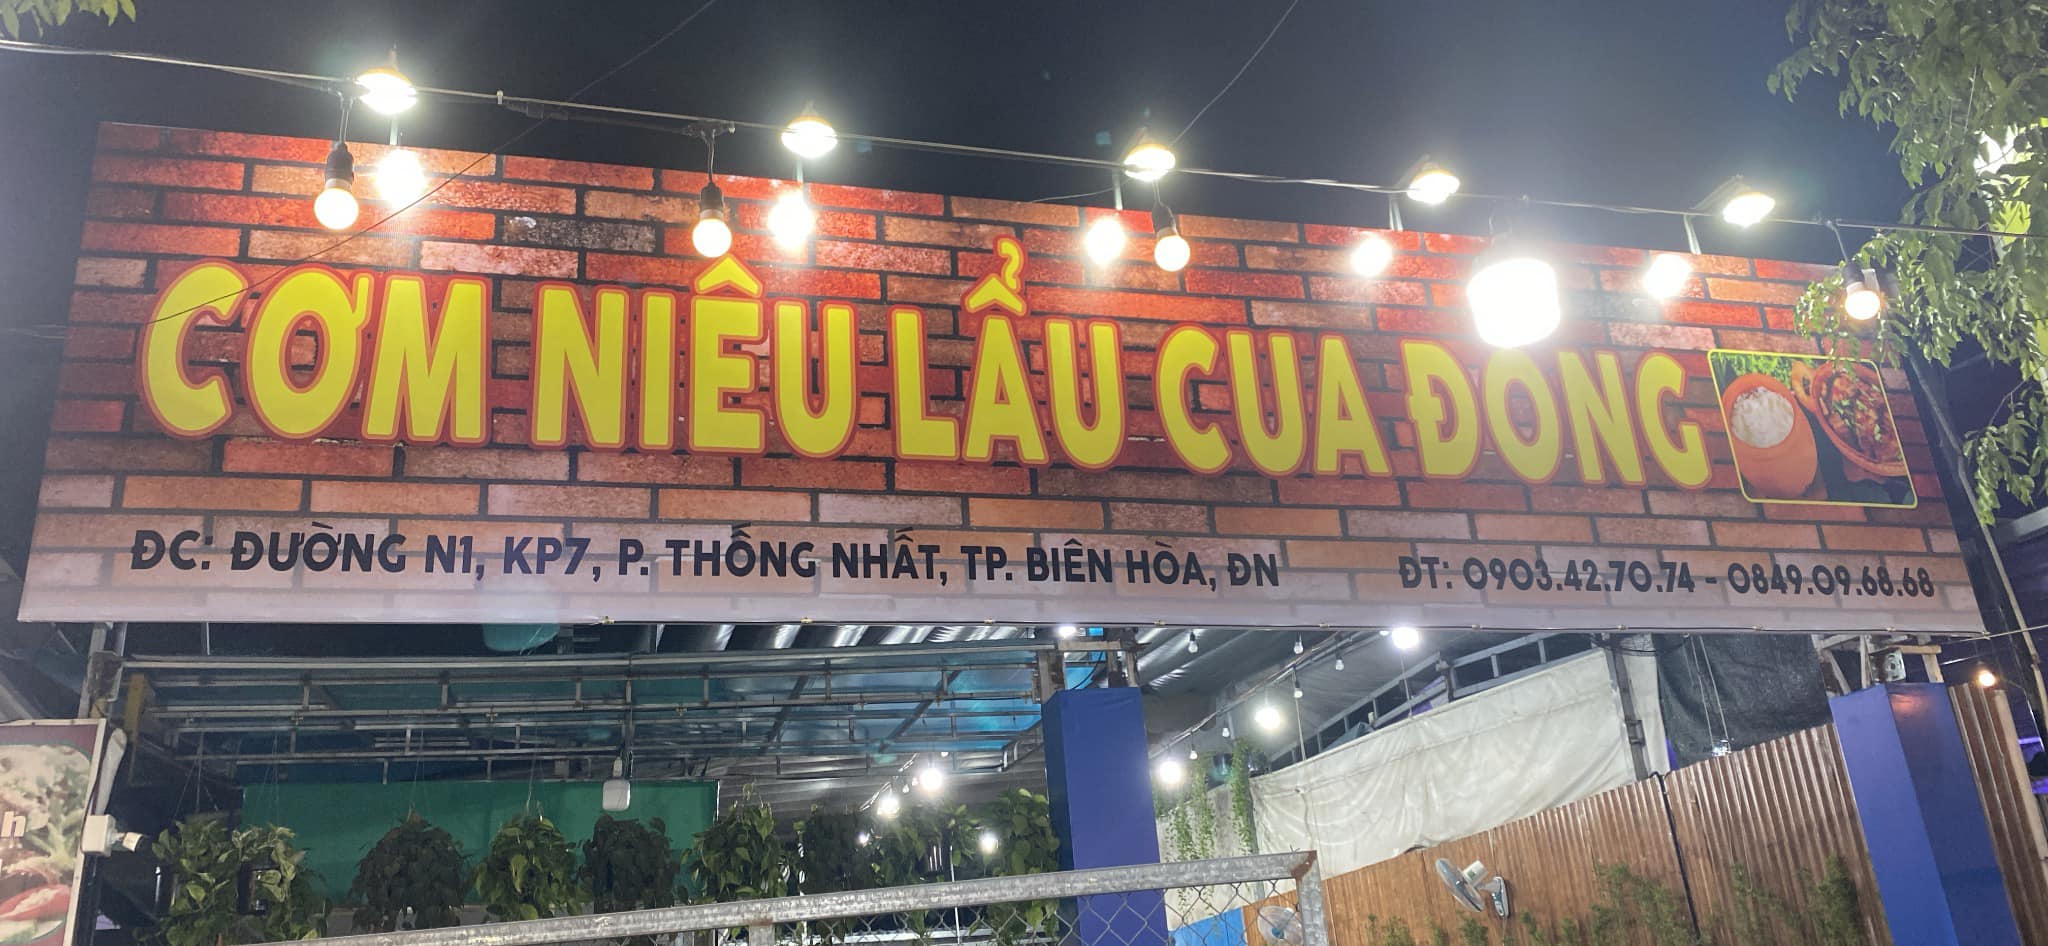 CƠM NIÊU LẨU CUA ĐỒNG
ĐC: ĐƯỜNG N1, KP7, P. THỐNG NHẤT, TP. BIÊN HÒA, ĐN
ĐT: 0903.42.70.74 - 0849.09.68.68